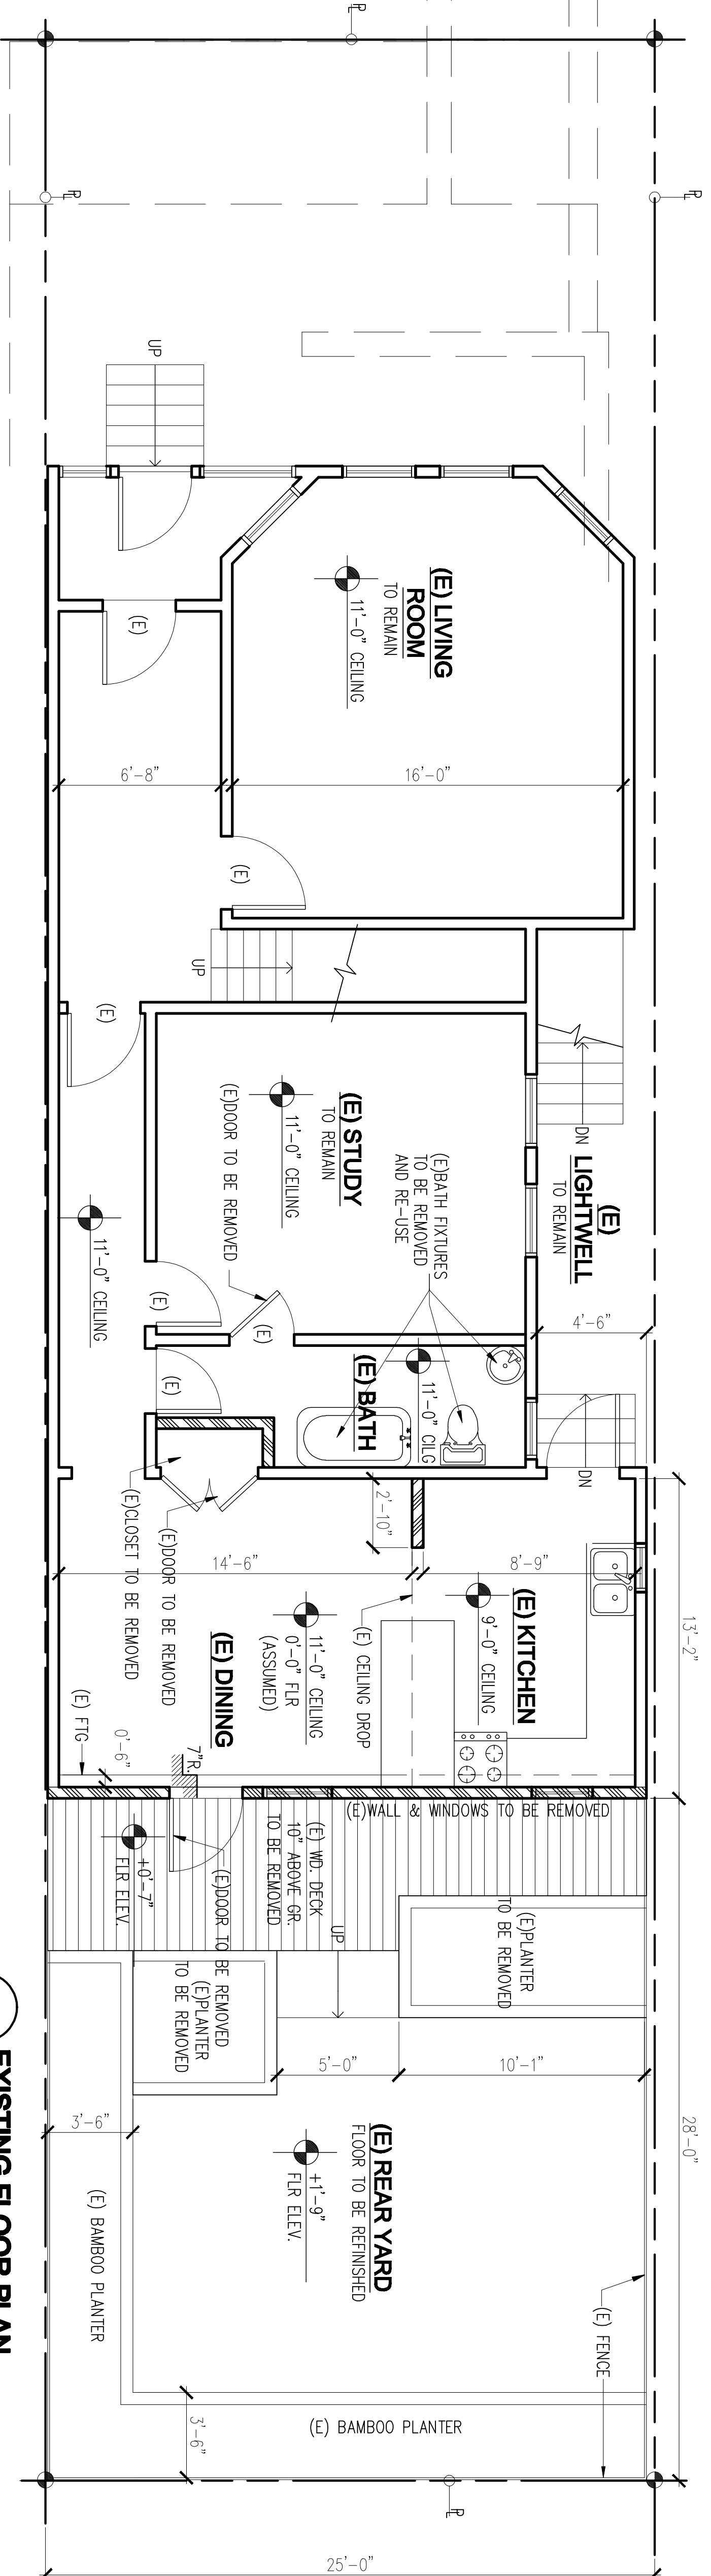 PL
PL
PL
UP
(E) LIVING
ROOM
TO REMAIN
11'-0" CEILING
(E)
6'-8"
16'-0"
(E)
UP
(E)
DN
(E)
LIGHTWELL
TO REMAIN
4'-6"
(E) STUDY
TO REMAIN
11'-0" CEILING
(E)DOOR TO BE REMOVED
(E)BATH FIXTURES
TO BE REMOVED
AND RE-USE
11'-0" CEILING
(E)
(E)
(E)
(E) BATH
11'-0" CILG
DN
2'-10"
14'-6"
8'-9"
13'-2"
(E)CLOSET TO BE REMOVED
(E)DOOR TO BE REMOVED
(E) KITCHEN
9'-0" CEILING
(E) CEILING DROP
11'-0" CEILING
0'-0" FLR
(ASSUMED)
(E) DINING
(E) FTG
0'-6"
7"R.
(E)WALL & WINDOWS TO BE REMOVED
(E) WD. DECK
10" ABOVE GR.
TO BE REMOVED
+0'-7"
FLR ELEV.
(E)DOOR TO BE REMOVED
(E)PLANTER
TO BE REMOVED
(E)PLANTER
TO BE REMOVED
UP
5'-0"
10'-1"
3'-6"
28'-0"
(E) REAR YARD
FLOOR TO BE REFINISHED
+1'-9"
FLR ELEV.
(E) BAMBOO PLANTER
(E) FENCE
3'-6"
(E) BAMBOO PLANTER
PL
25'-0"
EXISTING FLOOR PLAN